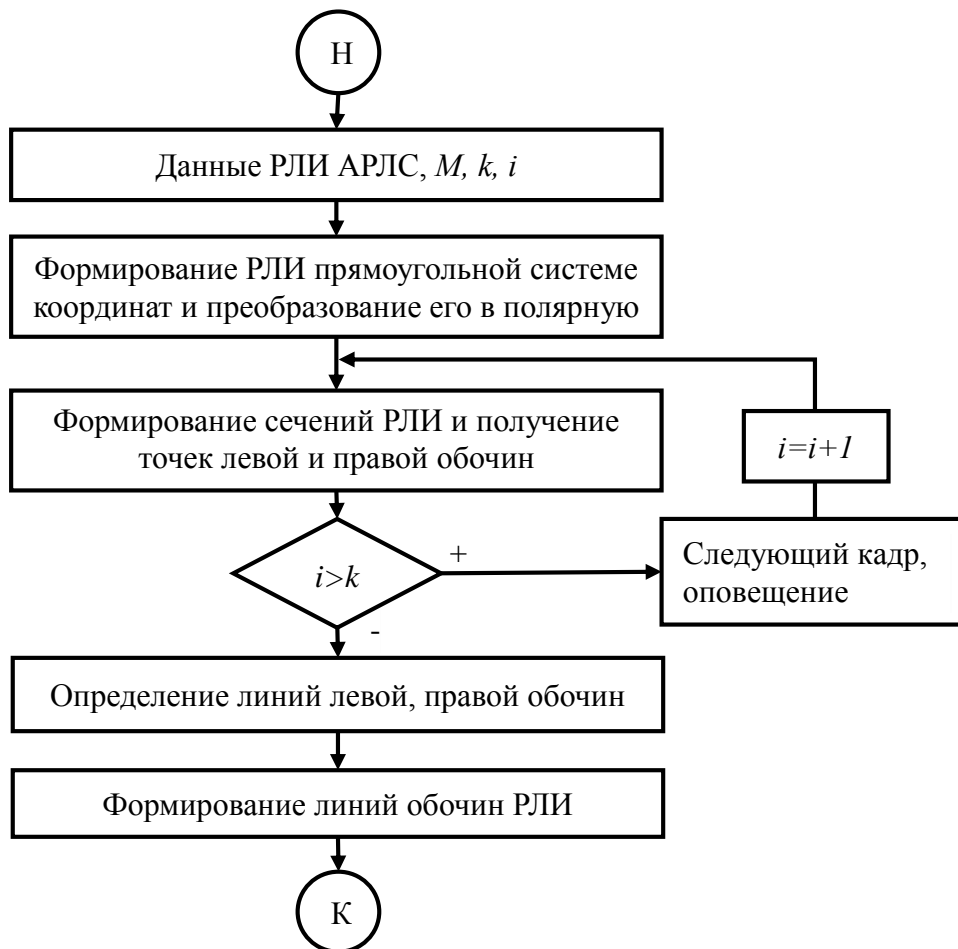 Н
Данные РЛИ АРЛС, M, k, i
Формирование РЛИ прямоугольной системе
координат и преобразование его в полярную
Формирование сечений РЛИ и получение
точек левой и правой обочин
i=i+1
i>k
+
Следующий кадр,
оповещение
-
Определение линий левой, правой обочин
Формирование линий обочин РЛИ
К